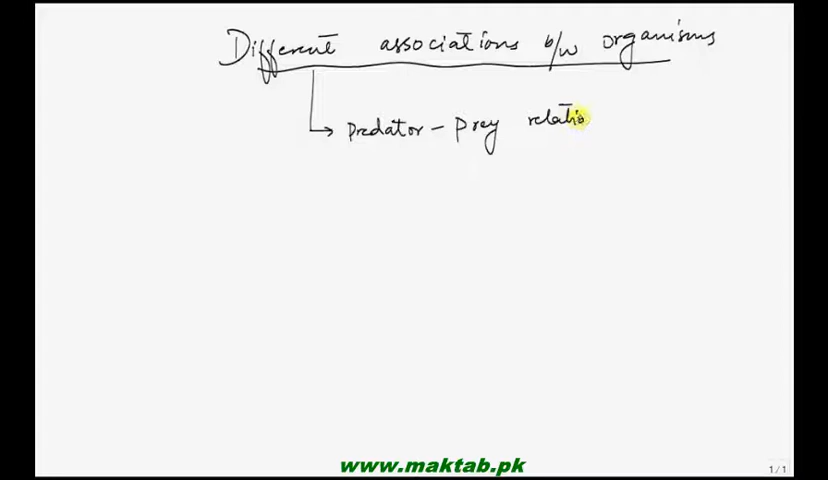 Different associations b/w organisms
Predator - Prey relatio
www.maktab.pk
1/1